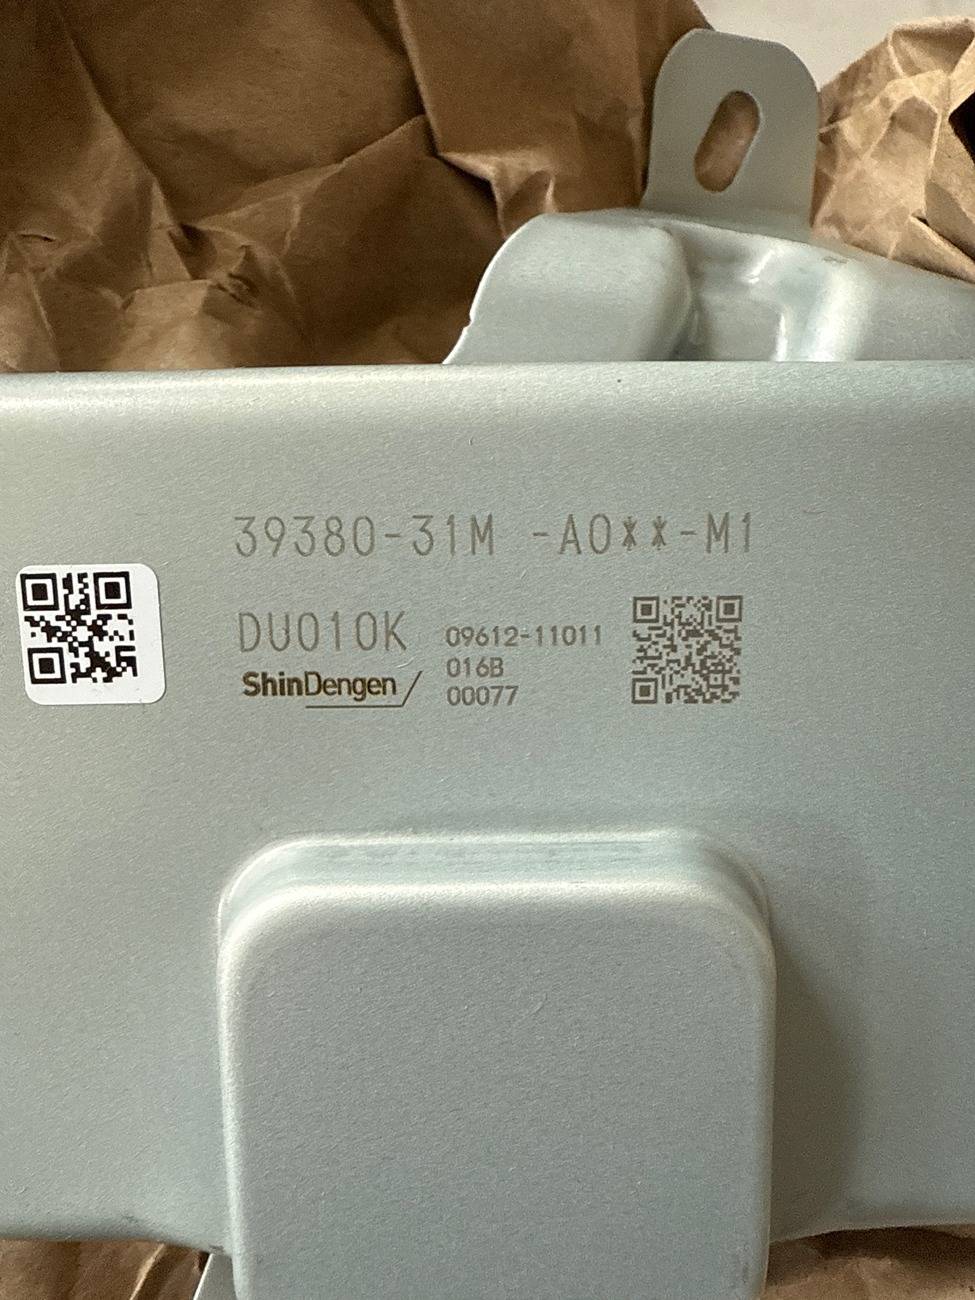 39380-31M -A0**-M1
DU010K 09612-11011
016B
ShinDengen 00077